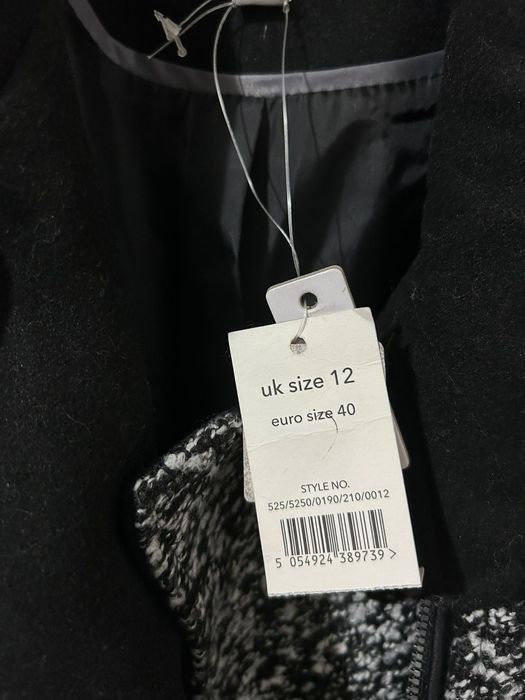 uk size 12
euro size 40
STYLE NO.
525/5250/0190/210/0012
5 054924 389739 >